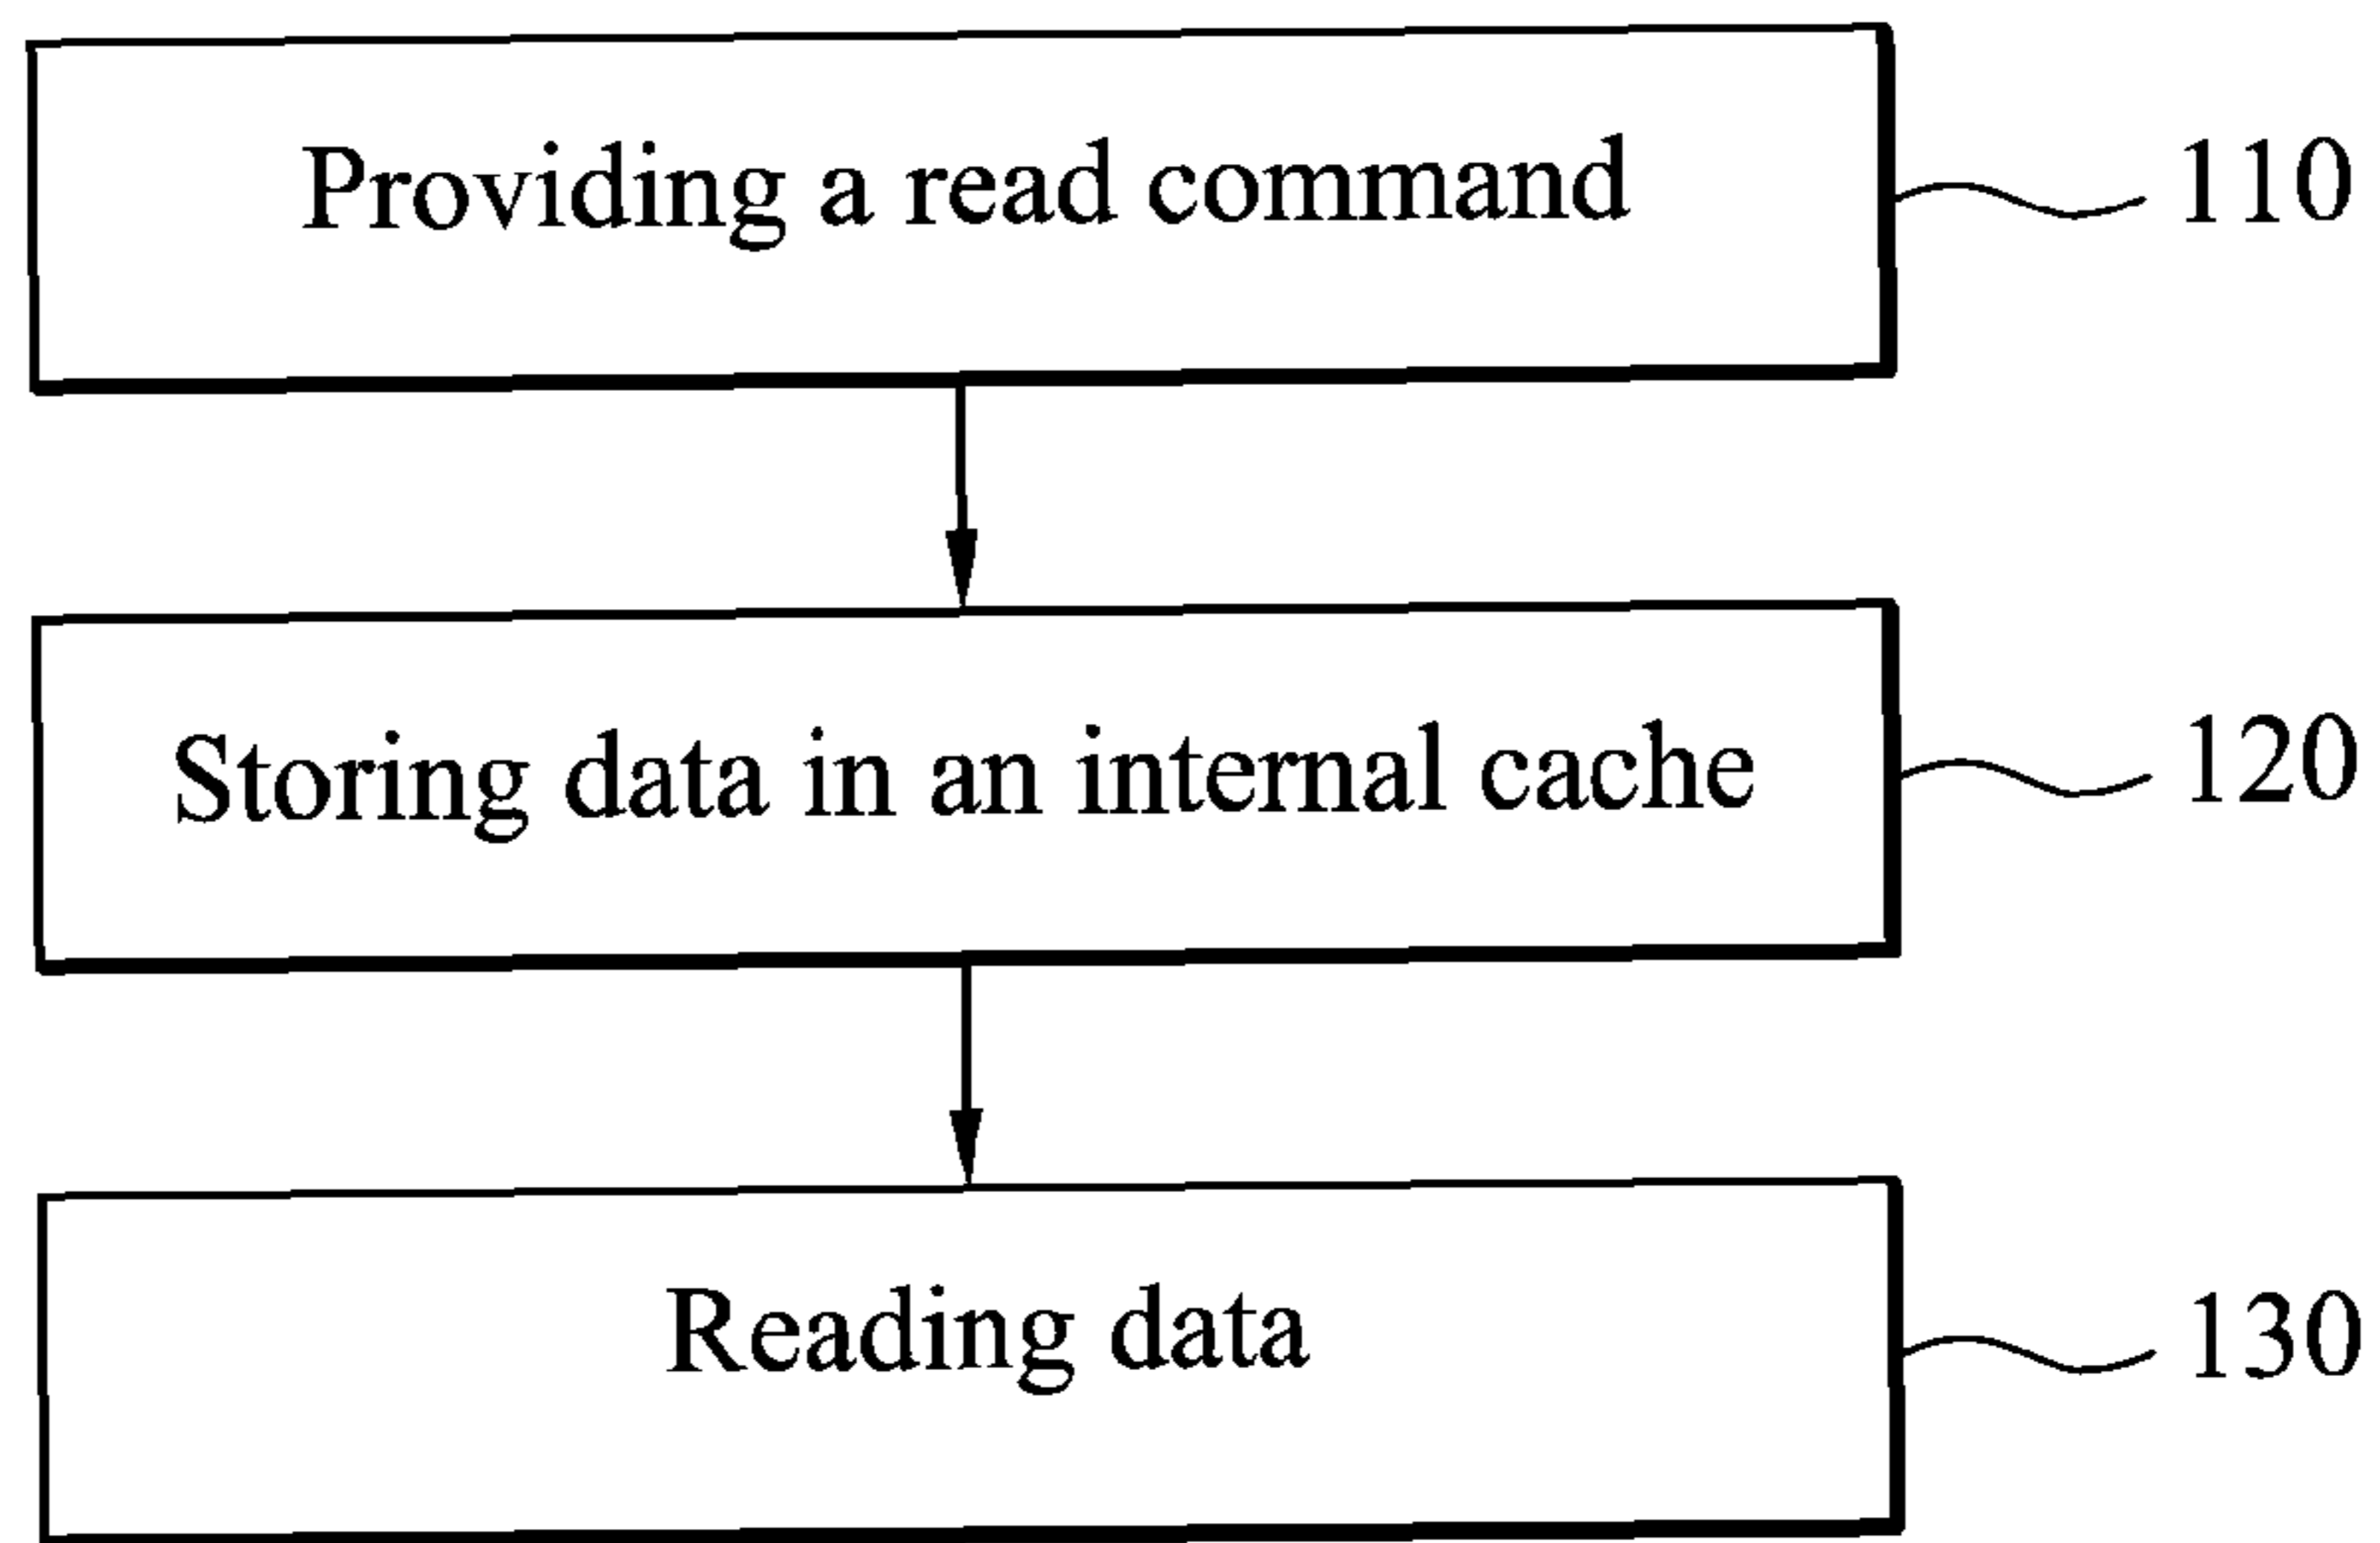 Providing a read command 110
Storing data in an internal cache 120
Reading data 130